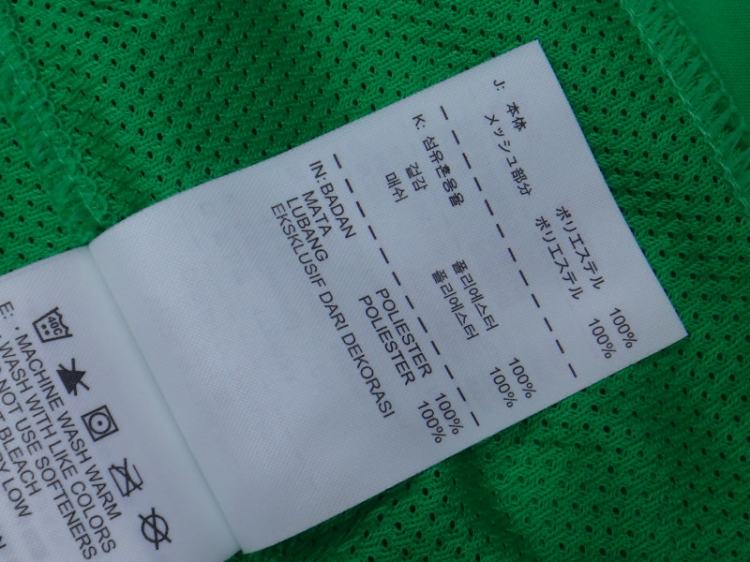 J: 本体 ポリエステル 100%
メッシュ部分 ポリエステル 100%
K: 섬유혼용율
겉감 폴리에스터 100%
매쉬 폴리에스터 100%
IN: BADAN POLIESTER 100%
MATA LUBANG POLIESTER 100%
EKSKLUSIF DARI DEKORASI
40C
E: • MACHINE WASH WARM
WASH WITH LIKE COLORS
NOT USE SOFTENERS
BLEACH
LOW